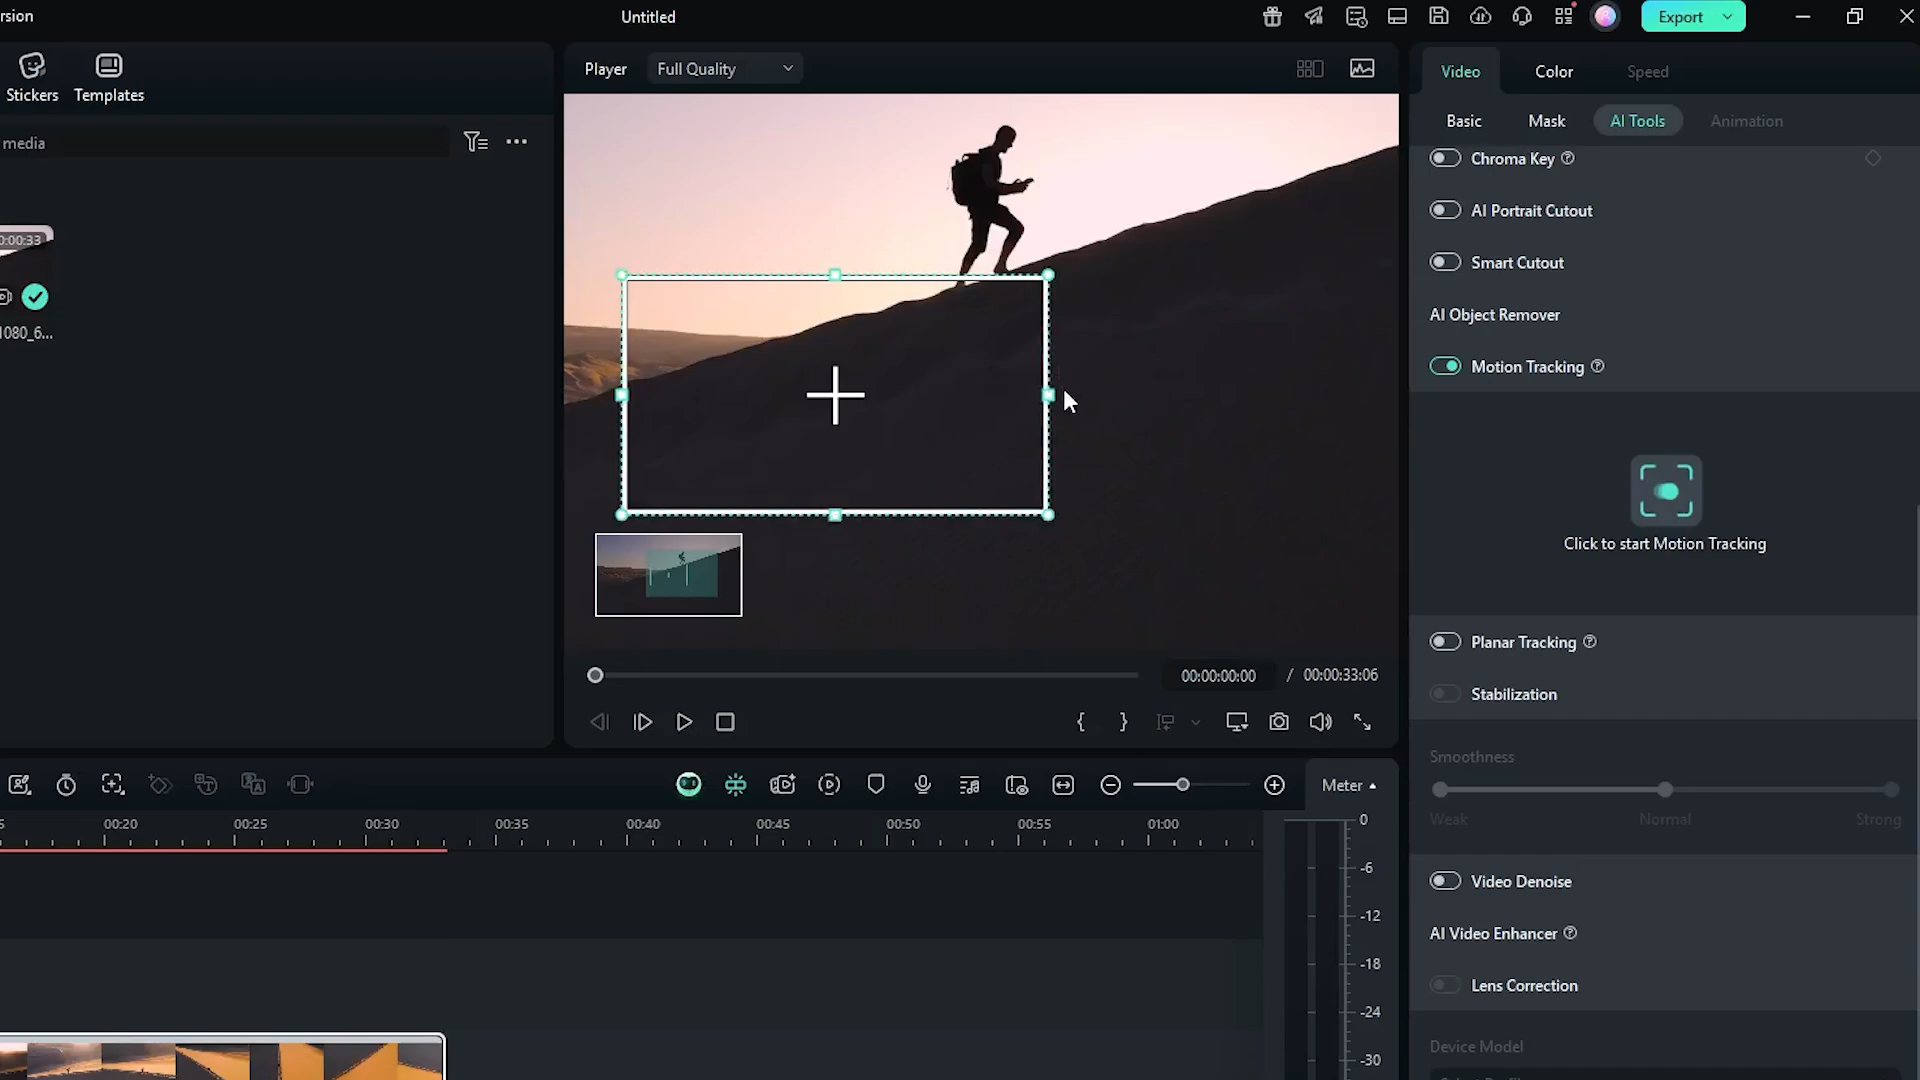 rsion
Untitled
Export
Stickers
Templates
media
0:00:33
1080_6...
Player
Full Quality
00:00:00:00 / 00:00:33:06
Video
Color
Speed
Basic
Mask
AI Tools
Animation
Chroma Key
AI Portrait Cutout
Smart Cutout
AI Object Remover
Motion Tracking
Click to start Motion Tracking
Planar Tracking
Stabilization
Smoothness
Weak
Normal
Strong
Video Denoise
AI Video Enhancer
Lens Correction
Device Model
Meter
5
00:20
00:25
00:30
00:35
00:40
00:45
00:50
00:55
01:00
0
-6
-12
-18
-24
-30